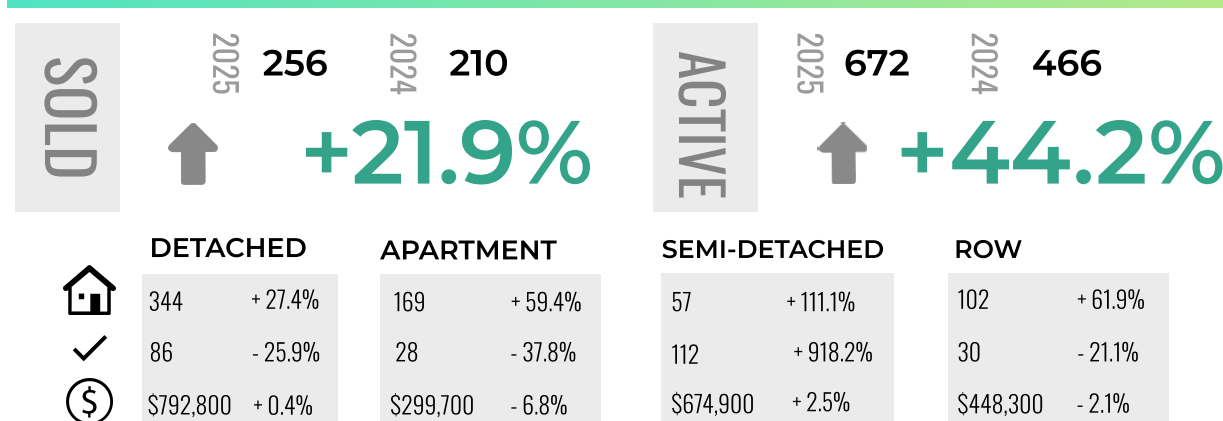 SOLD
2025 256 2024 210
+21.9%
ACTIVE
2025 672 2024 466
+44.2%
DETACHED
344 + 27.4%
86 - 25.9%
$792,800 + 0.4%
APARTMENT
169 + 59.4%
28 - 37.8%
$299,700 - 6.8%
SEMI-DETACHED
57 + 111.1%
112 + 918.2%
$674,900 + 2.5%
ROW
102 + 61.9%
30 - 21.1%
$448,300 - 2.1%